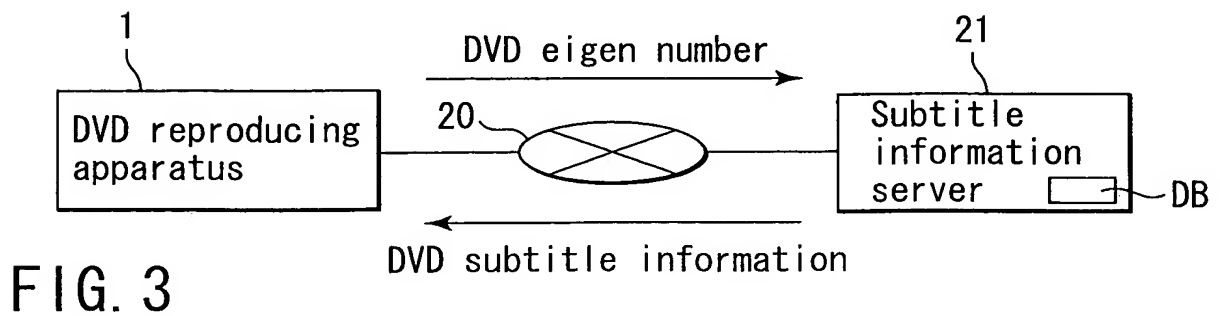 1
DVD eigen number
21
DVD reproducing
apparatus
20
Subtitle
information
server
DB
DVD subtitle information
FIG. 3